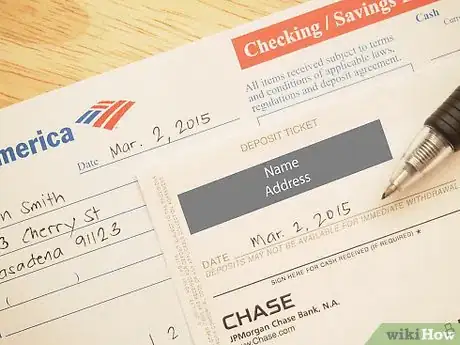 Checking / Savings
Cash
All items received subject to terms
and conditions of applicable laws,
regulations and deposit agreement.
merica
Date Mar. 2, 2015
n Smith
3 Cherry St
asadena 91123
DEPOSIT TICKET
Name
Address
DATE Mar. 2, 2015
DEPOSITS MAY NOT BE AVAILABLE FOR IMMEDIATE WITHDRAWAL
SIGN HERE FOR CASH RECEIVED (IF REQUIRED) *
CHASE
JPMorgan Chase Bank, N.A.
www.Chase.com
1 2
wikiHow